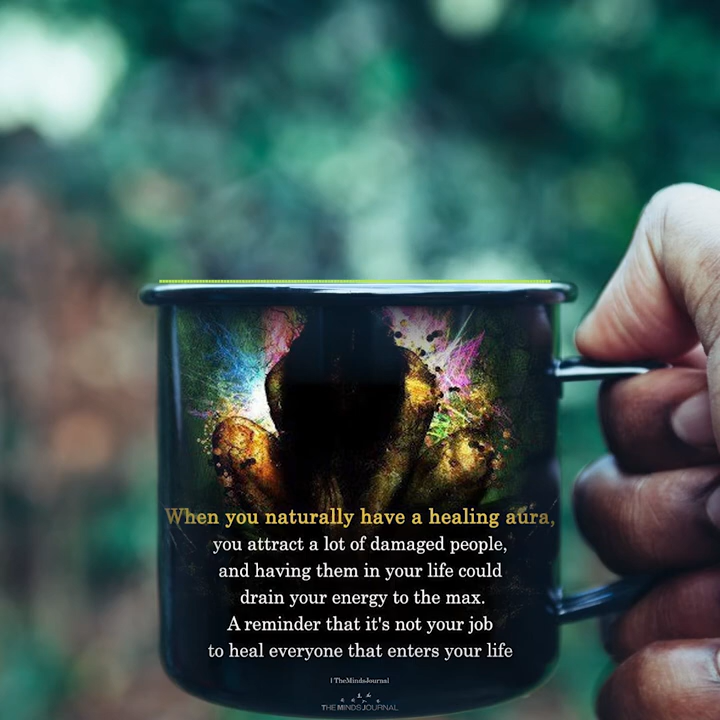 When you naturally have a healing aura,
you attract a lot of damaged people,
and having them in your life could
drain your energy to the max.
A reminder that it's not your job
to heal everyone that enters your life
I TheMindsJournal
THE MINDS JOURNAL